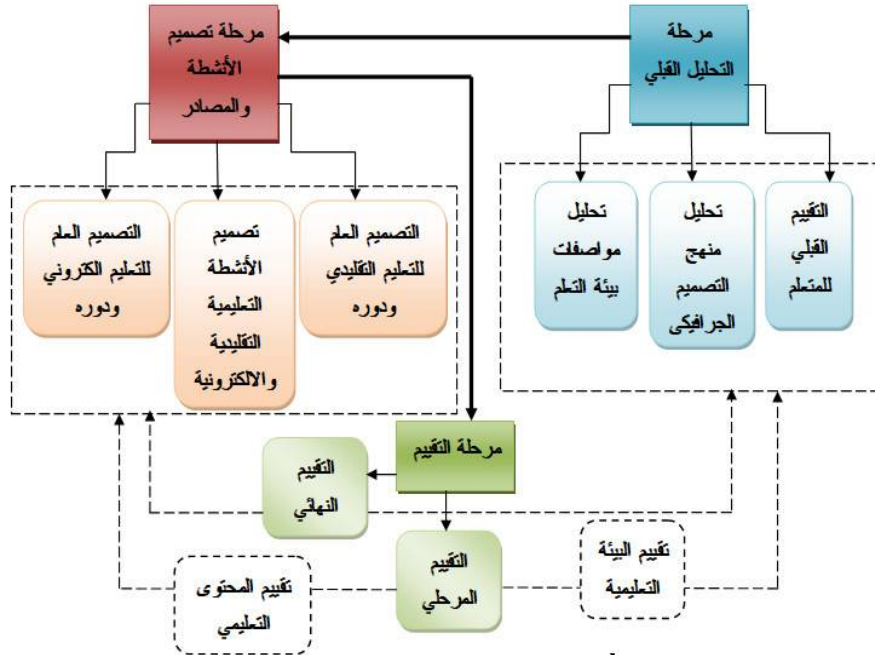 مرحلة
التحليل القبلي
مرحلة تصميم
الأنشطة
والمصادر
التقييم
القبلي
للمتعلم
تحليل
منهج
التصميم
الجرافيكى
تحليل
مواصفات
بيئة التعلم
التصميم العام
للتعليم التقليدي
ودوره
تصميم
الأنشطة
التعليمية
التقليدية
والالكترونية
التصميم العام
للتعليم الكتروني
ودوره
مرحلة التقييم
التقييم
النهائي
التقييم
المرحلي
تقييم البيئة
التعليمية
تقييم المحتوى
التعليمي